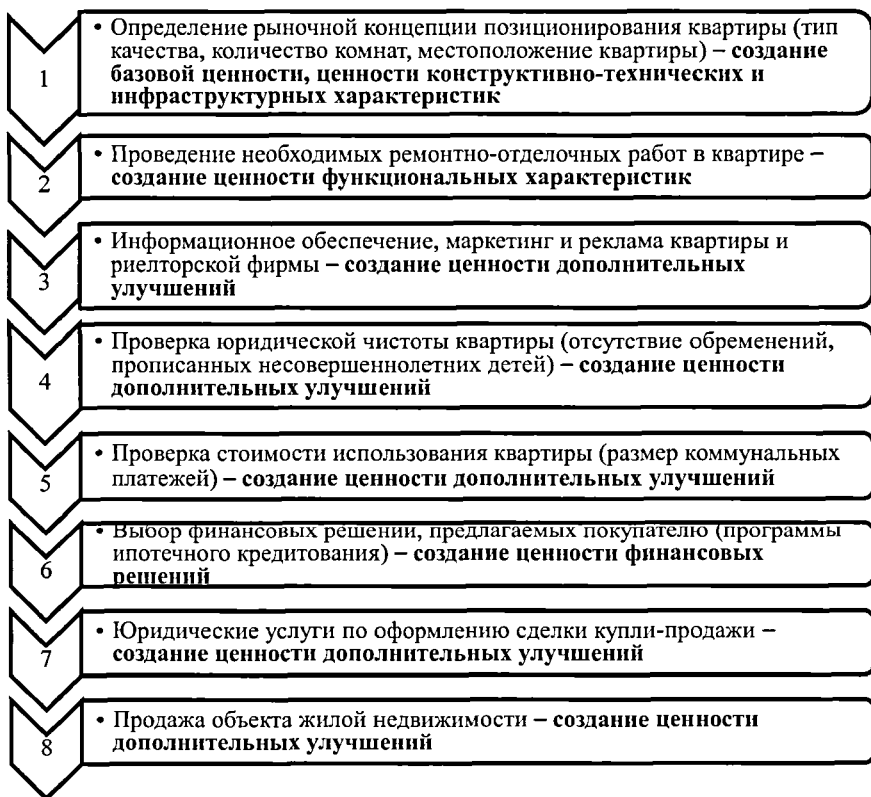 1
• Определение рыночной концепции позиционирования квартиры (тип
качества, количество комнат, местоположение квартиры) – создание
базовой ценности, ценности конструктивно-технических и
инфраструктурных характеристик
2
• Проведение необходимых ремонтно-отделочных работ в квартире –
создание ценности функциональных характеристик
3
• Информационное обеспечение, маркетинг и реклама квартиры и
риелторской фирмы – создание ценности дополнительных
улучшений
4
• Проверка юридической чистоты квартиры (отсутствие обременений,
прописанных несовершеннолетних детей) – создание ценности
дополнительных улучшений
5
• Проверка стоимости использования квартиры (размер коммунальных
платежей) – создание ценности дополнительных улучшений
6
• Выбор финансовых решений, предлагаемых покупателю (программы
ипотечного кредитования) – создание ценности финансовых
решений
7
• Юридические услуги по оформлению сделки купли-продажи –
создание ценности дополнительных улучшений
8
• Продажа объекта жилой недвижимости – создание ценности
дополнительных улучшений